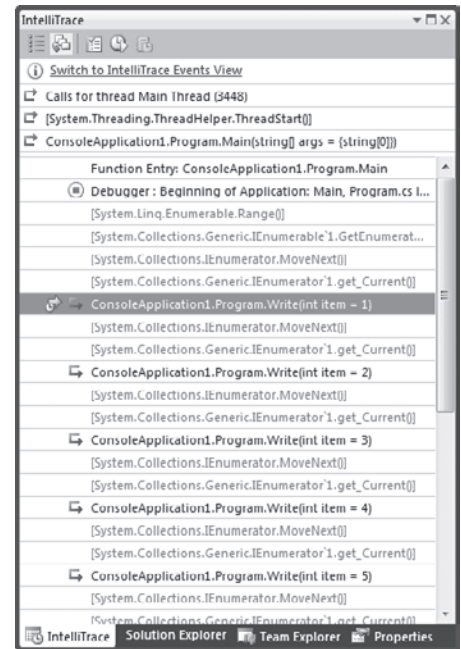 IntelliTrace
Switch to IntelliTrace Events View
Calls for thread Main Thread (3448)
[System.Threading.ThreadHelper.ThreadStart()]
ConsoleApplication1.Program.Main(string[] args = {string[0]})
Function Entry: ConsoleApplication1.Program.Main
Debugger : Beginning of Application: Main, Program.cs l...
[System.Linq.Enumerable.Range()]
[System.Collections.Generic.IEnumerable`1.GetEnumerat...
[System.Collections.IEnumerator.MoveNext()]
[System.Collections.Generic.IEnumerator`1.get_Current()]
ConsoleApplication1.Program.Write(int item = 1)
[System.Collections.IEnumerator.MoveNext()]
[System.Collections.Generic.IEnumerator`1.get_Current()]
ConsoleApplication1.Program.Write(int item = 2)
[System.Collections.IEnumerator.MoveNext()]
[System.Collections.Generic.IEnumerator`1.get_Current()]
ConsoleApplication1.Program.Write(int item = 3)
[System.Collections.IEnumerator.MoveNext()]
[System.Collections.Generic.IEnumerator`1.get_Current()]
ConsoleApplication1.Program.Write(int item = 4)
[System.Collections.IEnumerator.MoveNext()]
[System.Collections.Generic.IEnumerator`1.get_Current()]
ConsoleApplication1.Program.Write(int item = 5)
[System.Collections.IEnumerator.MoveNext()]
[System.Collections.Generic.IEnumerator`1.get_Current()]
IntelliTrace Solution Explorer Team Explorer Properties